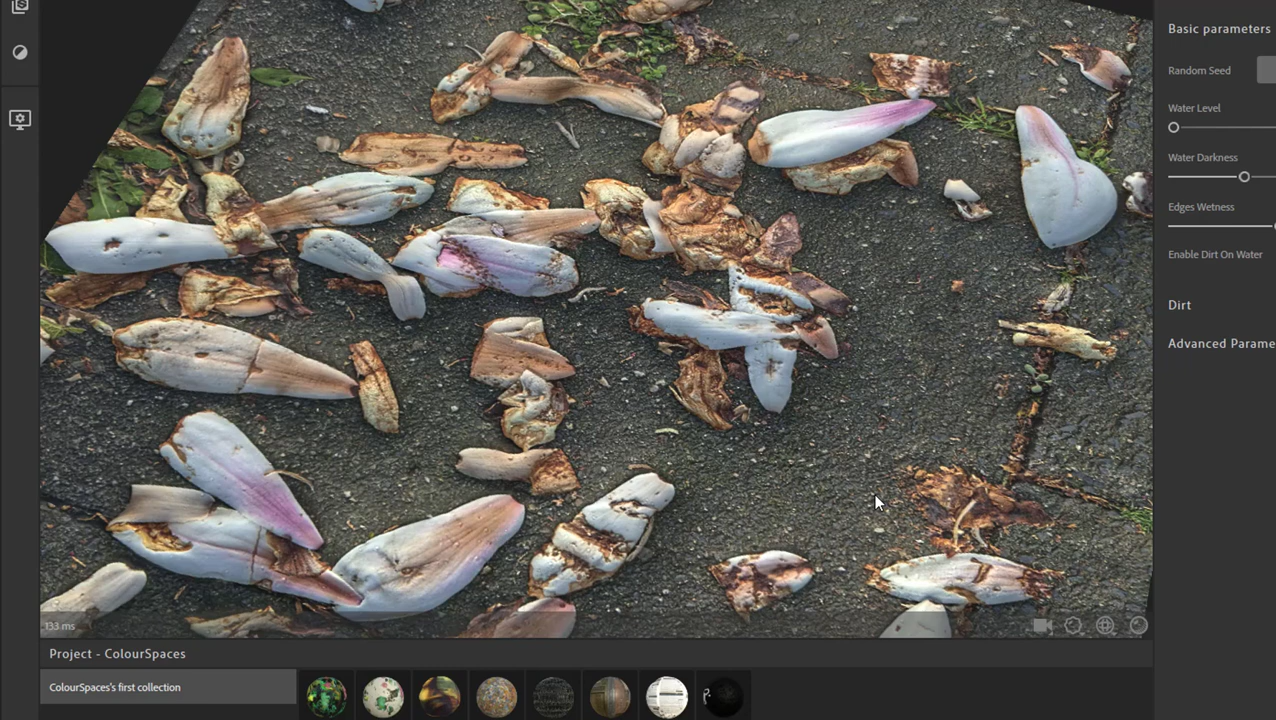 Basic parameters
Random Seed
Water Level
Water Darkness
Edges Wetness
Enable Dirt On Water
Dirt
Advanced Parame
133 ms
Project - ColourSpaces
ColourSpaces's first collection